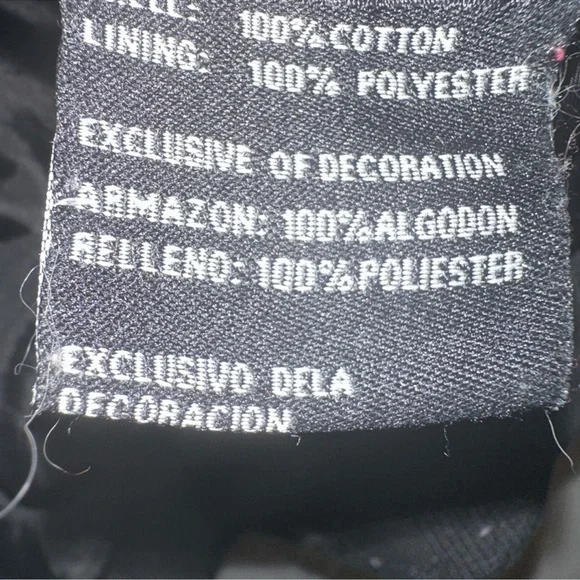 100% COTTON
LINING: 100% POLYESTER
EXCLUSIVE OF DECORATION
ARMAZON: 100% ALGODON
RELLENO: 100% POLIESTER
EXCLUSIVO DELA
DECORACION